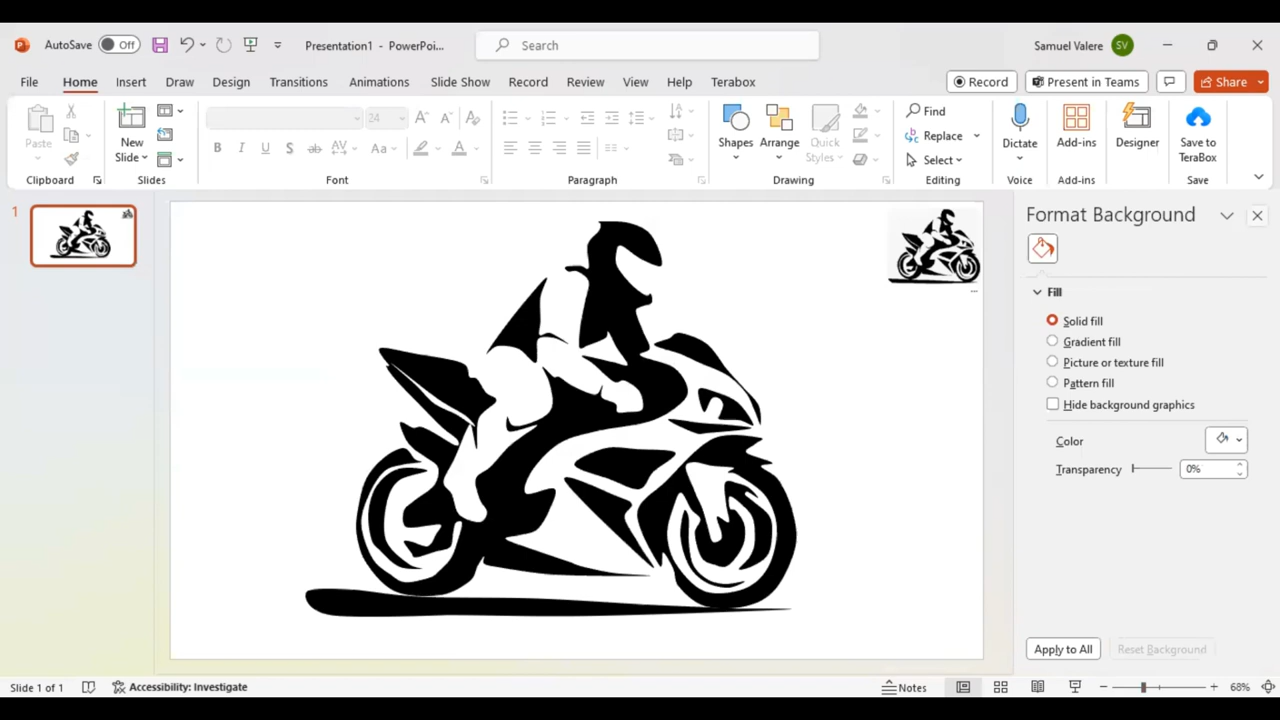 AutoSave Off Presentation1 - PowerPoi... Search Samuel Valere SV
File Home Insert Draw Design Transitions Animations Slide Show Record Review View Help Terabox Record Present in Teams Share
Paste
Clipboard
New
Slide
Slides
24
B I U S ab AV Aa A
Font
Paragraph
Shapes
Arrange
Quick
Styles
Drawing
Find
Replace
Select
Editing
Dictate
Voice
Add-ins
Add-ins
Designer
Save to
TeraBox
Save
1
Format Background
Fill
Solid fill
Gradient fill
Picture or texture fill
Pattern fill
Hide background graphics
Color
Transparency 0%
Apply to All Reset Background
Slide 1 of 1 Accessibility: Investigate Notes 68%